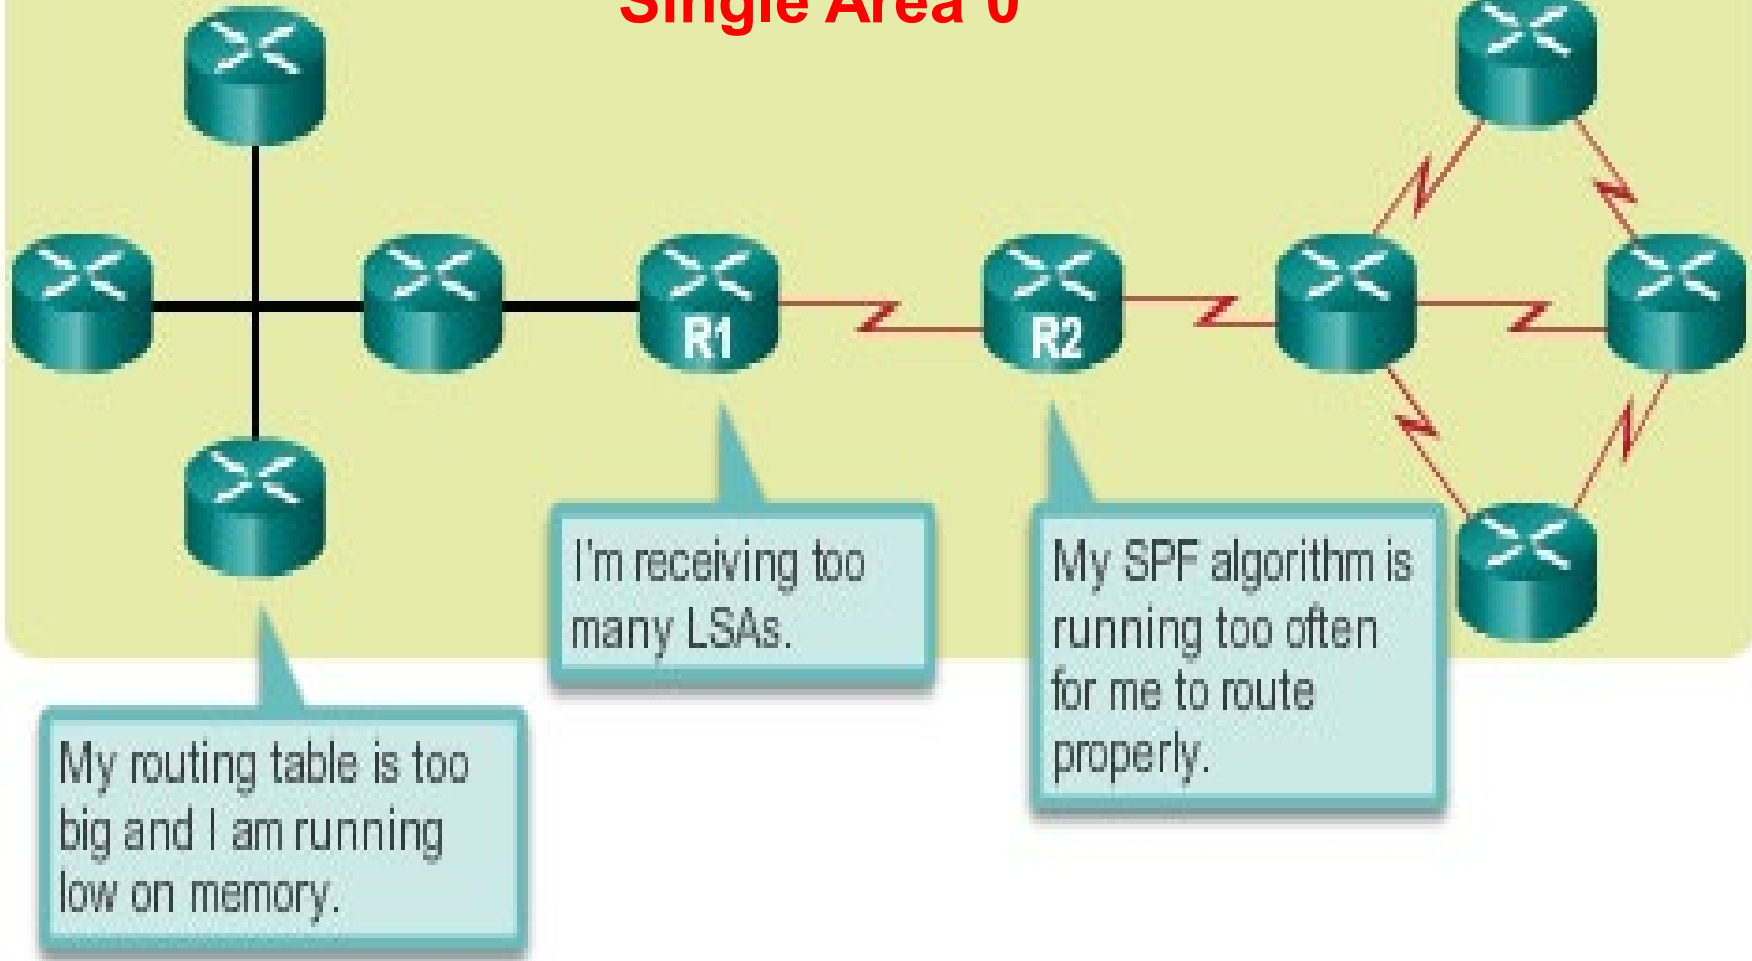 Single Area 0
R1
R2
I'm receiving too
many LSAs.
My SPF algorithm is
running too often
for me to route
properly.
My routing table is too
big and I am running
low on memory.